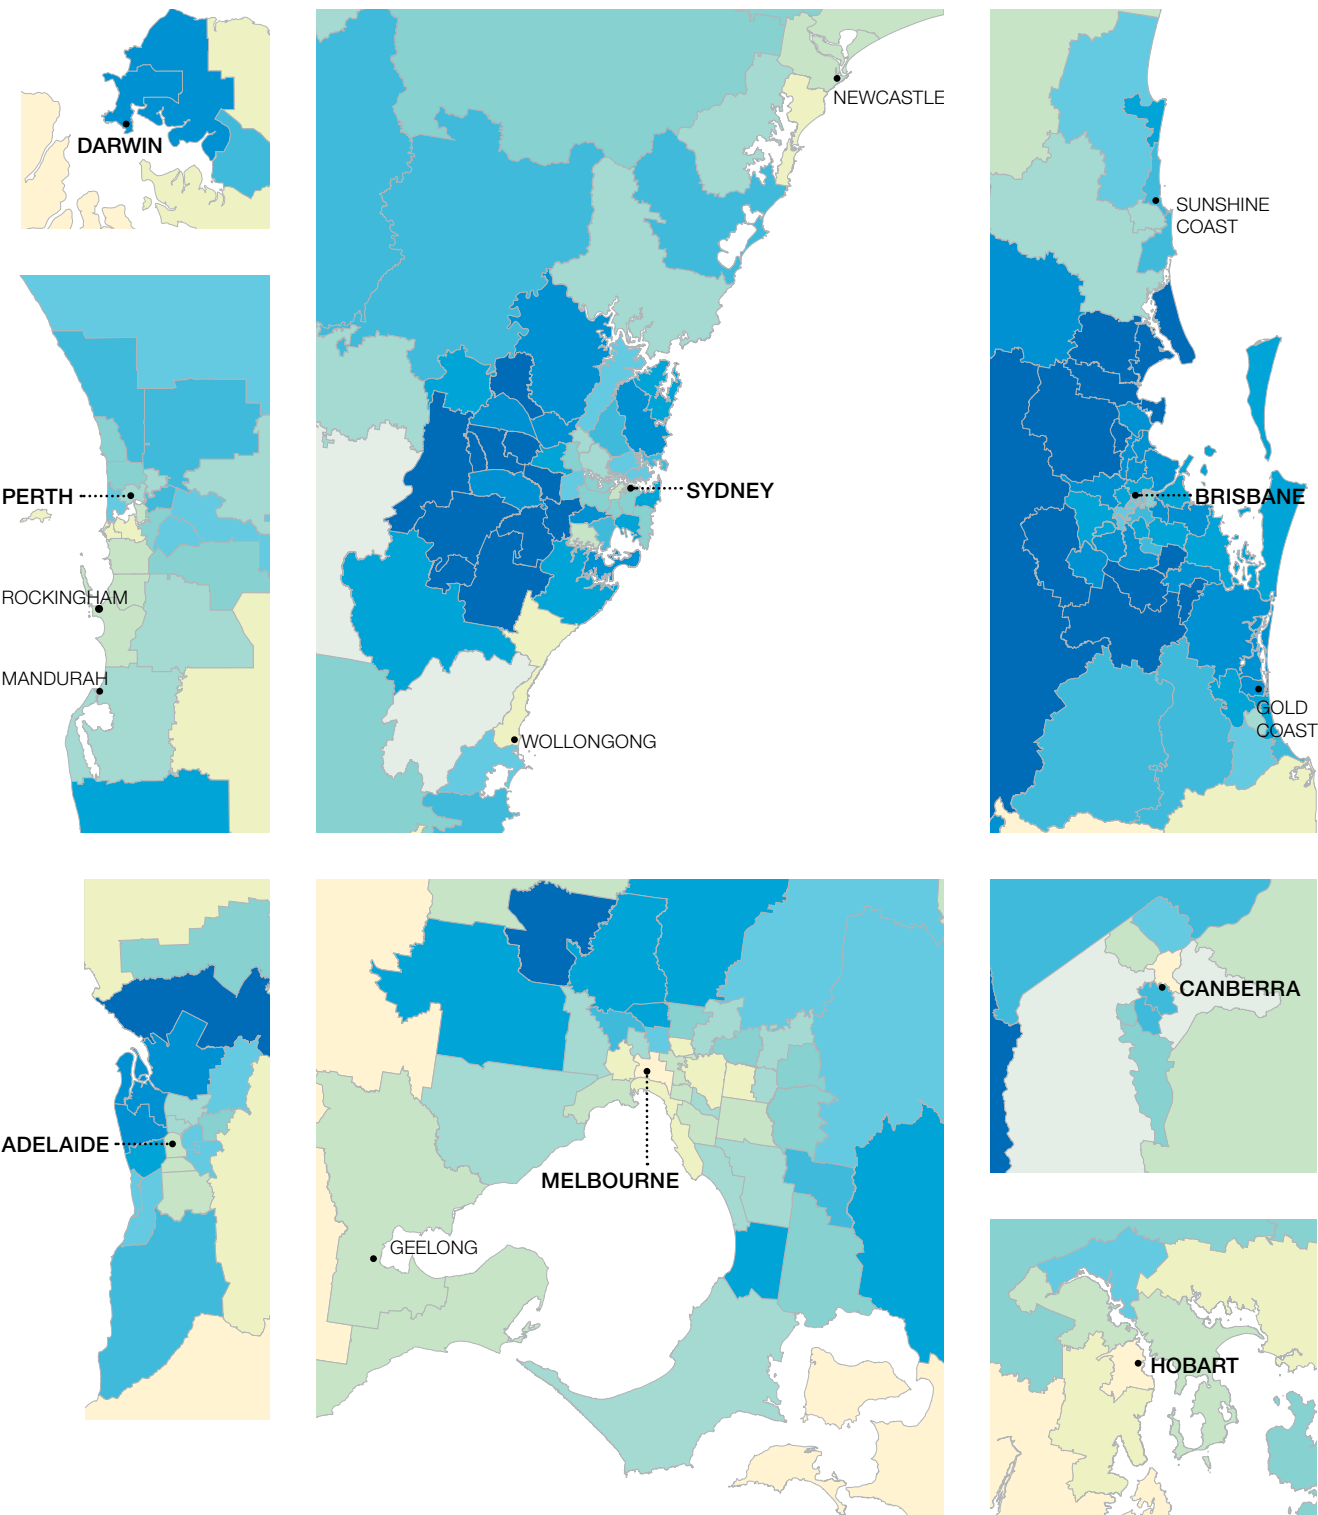 DARWIN
NEWCASTLE
SUNSHINE
COAST
PERTH
SYDNEY
BRISBANE
ROCKINGHAM
MANDURAH
WOLLONGONG
GOLD
COAST
ADELAIDE
MELBOURNE
GEELONG
CANBERRA
HOBART